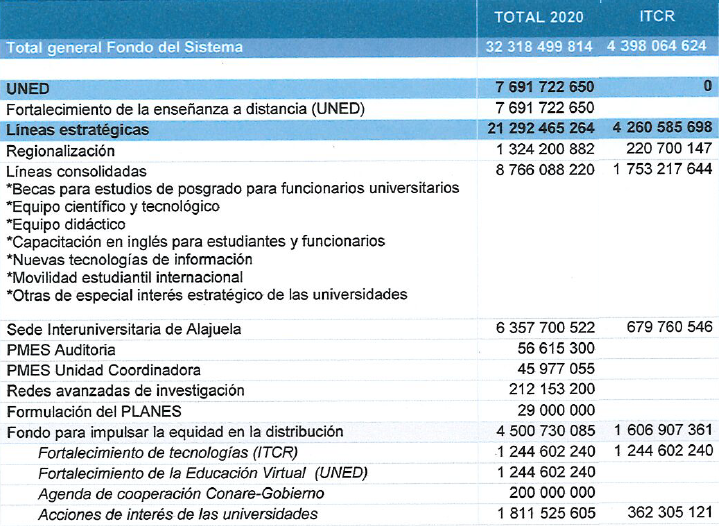 TOTAL 2020 ITCR
Total general Fondo del Sistema 32 318 499 814 4 398 064 624
UNED 7 691 722 650 0
Fortalecimiento de la enseñanza a distancia (UNED) 7 691 722 650
Líneas estratégicas 21 292 465 264 4 260 585 698
Regionalización 1 324 200 882 220 700 147
Líneas consolidadas 8 766 088 220 1 753 217 644
*Becas para estudios de posgrado para funcionarios universitarios
*Equipo científico y tecnológico
*Equipo didáctico
*Capacitación en inglés para estudiantes y funcionarios
*Nuevas tecnologías de información
*Movilidad estudiantil internacional
*Otras de especial interés estratégico de las universidades
Sede Interuniversitaria de Alajuela 6 357 700 522 679 760 546
PMES Auditoria 56 615 300
PMES Unidad Coordinadora 45 977 055
Redes avanzadas de investigación 212 153 200
Formulación del PLANES 29 000 000
Fondo para impulsar la equidad en la distribución 4 500 730 085 1 606 907 361
Fortalecimiento de tecnologías (ITCR) 1 244 602 240 1 244 602 240
Fortalecimiento de la Educación Virtual (UNED) 1 244 602 240
Agenda de cooperación Conare-Gobierno 200 000 000
Acciones de interés de las universidades 1 811 525 605 362 305 121